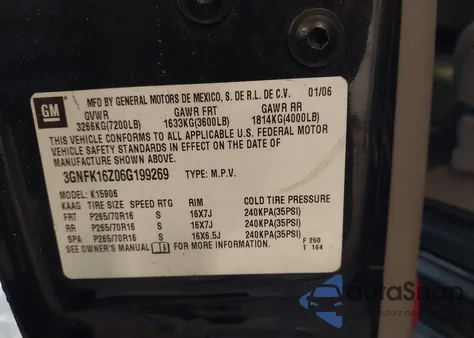 GM
MFD BY GENERAL MOTORS DE MEXICO, S. DE R.L. DE C.V. 01/06
GVWR GAWR FRT GAWR RR
3266KG(7200LB) 1633KG(3600LB) 1814KG(4000LB)
THIS VEHICLE CONFORMS TO ALL APPLICABLE U.S. FEDERAL MOTOR
VEHICLE SAFETY STANDARDS IN EFFECT ON THE DATE OF
MANUFACTURE SHOWN ABOVE.
3GNFK16Z06G199269 TYPE: M.P.V.
MODEL: K15906
KAAG TIRE SIZE SPEED RTG RIM COLD TIRE PRESSURE
FRT P265/70R16 S 16X7J 240KPA(35PSI)
RR P265/70R16 S 16X7J 240KPA(35PSI)
SPA P265/70R16 S 16X6.5J 240KPA(35PSI)
SEE OWNER'S MANUAL FOR MORE INFORMATION.
F 260
T 164
autaShop
auta z